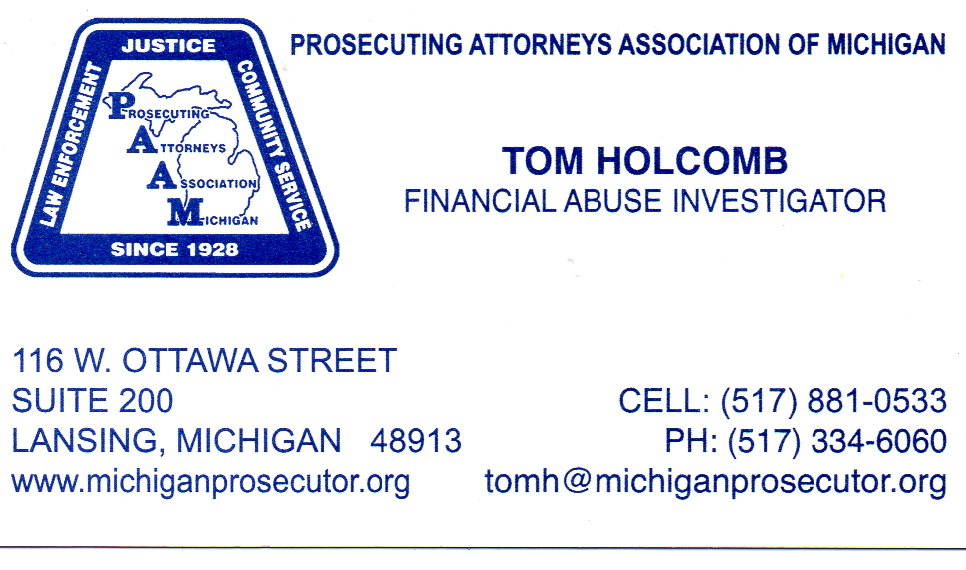 JUSTICE
LAW ENFORCEMENT
COMMUNITY SERVICE
PROSECUTING
ATTORNEYS
ASSOCIATION
MICHIGAN
SINCE 1928
PROSECUTING ATTORNEYS ASSOCIATION OF MICHIGAN
TOM HOLCOMB
FINANCIAL ABUSE INVESTIGATOR
116 W. OTTAWA STREET
SUITE 200
LANSING, MICHIGAN 48913
www.michiganprosecutor.org
CELL: (517) 881-0533
PH: (517) 334-6060
tomh@michiganprosecutor.org